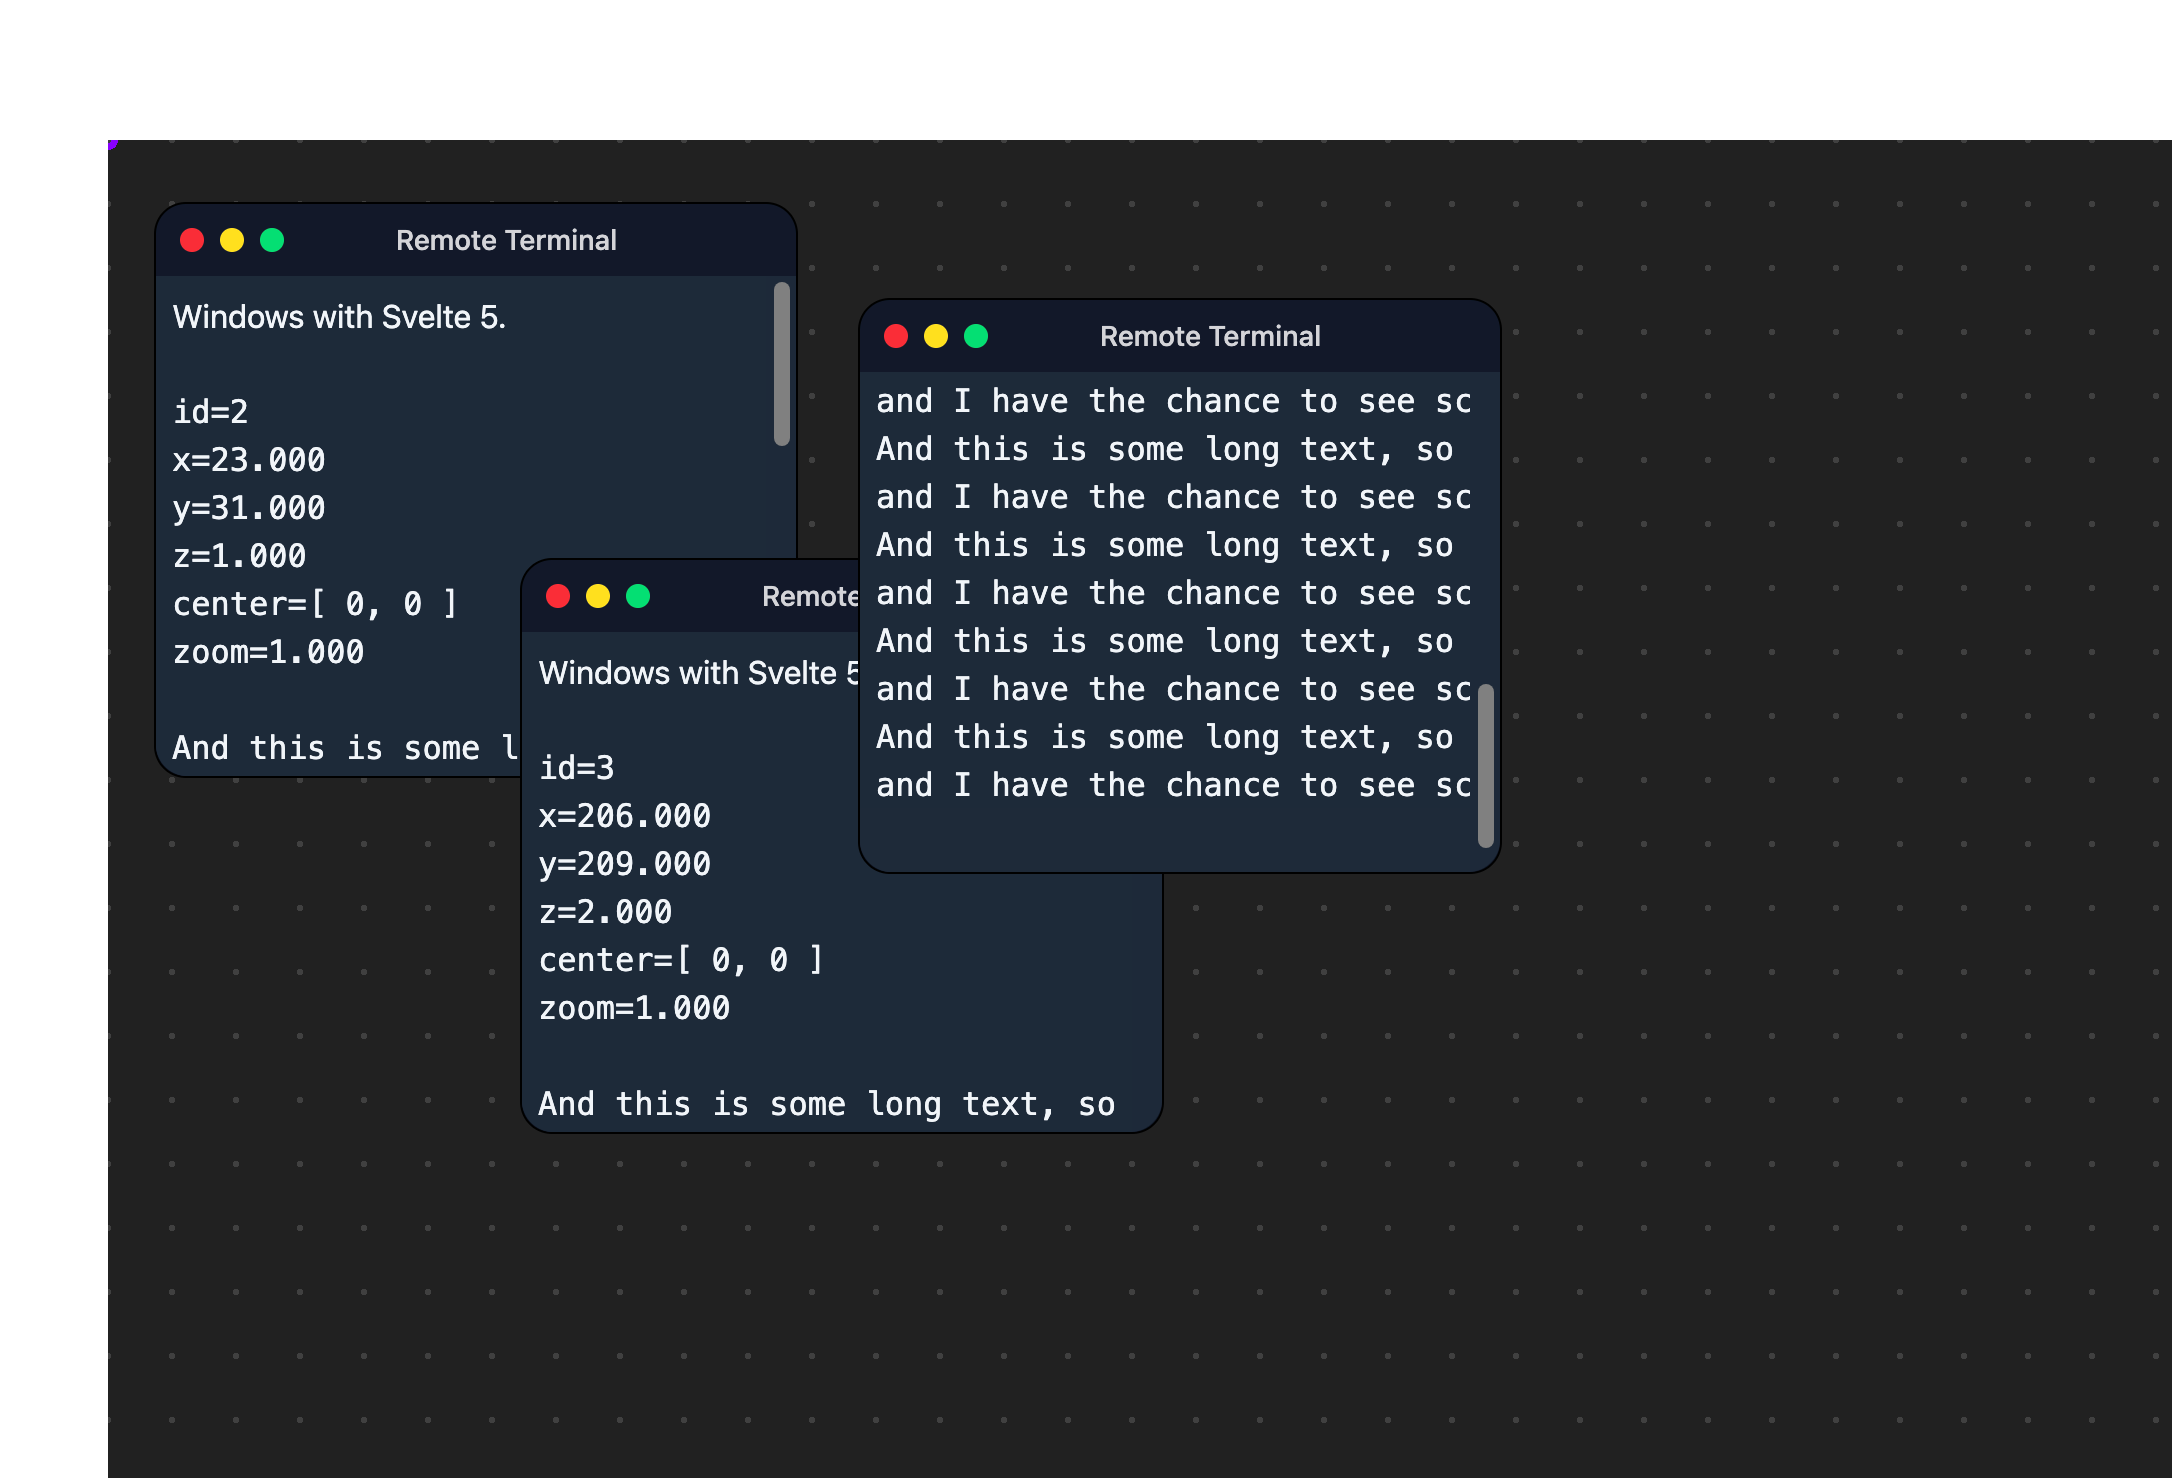 Remote Terminal
Windows with Svelte 5.
id=2
x=23.000
y=31.000
z=1.000
center=[ 0, 0 ]
zoom=1.000
And this is some l
Remote
Windows with Svelte 5
id=3
x=206.000
y=209.000
z=2.000
center=[ 0, 0 ]
zoom=1.000
And this is some long text, so
Remote Terminal
and I have the chance to see sc
And this is some long text, so
and I have the chance to see sc
And this is some long text, so
and I have the chance to see sc
And this is some long text, so
and I have the chance to see sc
And this is some long text, so
and I have the chance to see sc